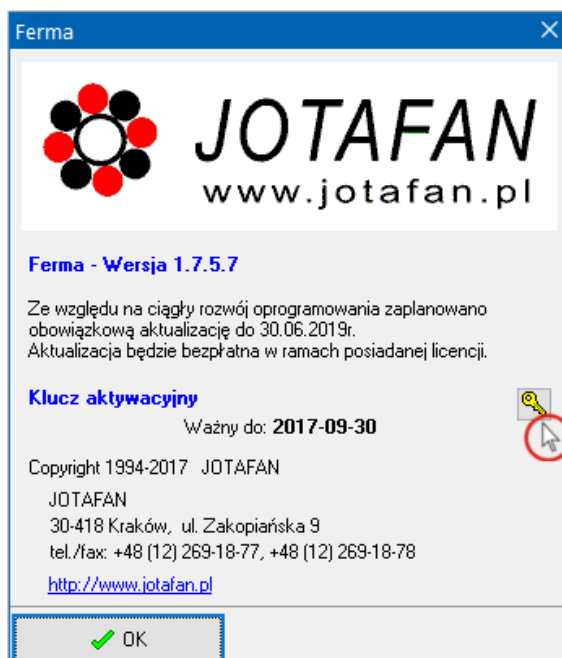 Ferma
JOTAFAN
www.jotafan.pl
Ferma - Wersja 1.7.5.7
Ze względu na ciągły rozwój oprogramowania zaplanowano
obowiązkową aktualizację do 30.06.2019r.
Aktualizacja będzie bezpłatna w ramach posiadanej licencji.
Klucz aktywacyjny
Ważny do: 2017-09-30
Copyright 1994-2017 JOTAFAN
JOTAFAN
30-418 Kraków, ul. Zakopiańska 9
tel./fax: +48 (12) 269-18-77, +48 (12) 269-18-78
http://www.jotafan.pl
OK